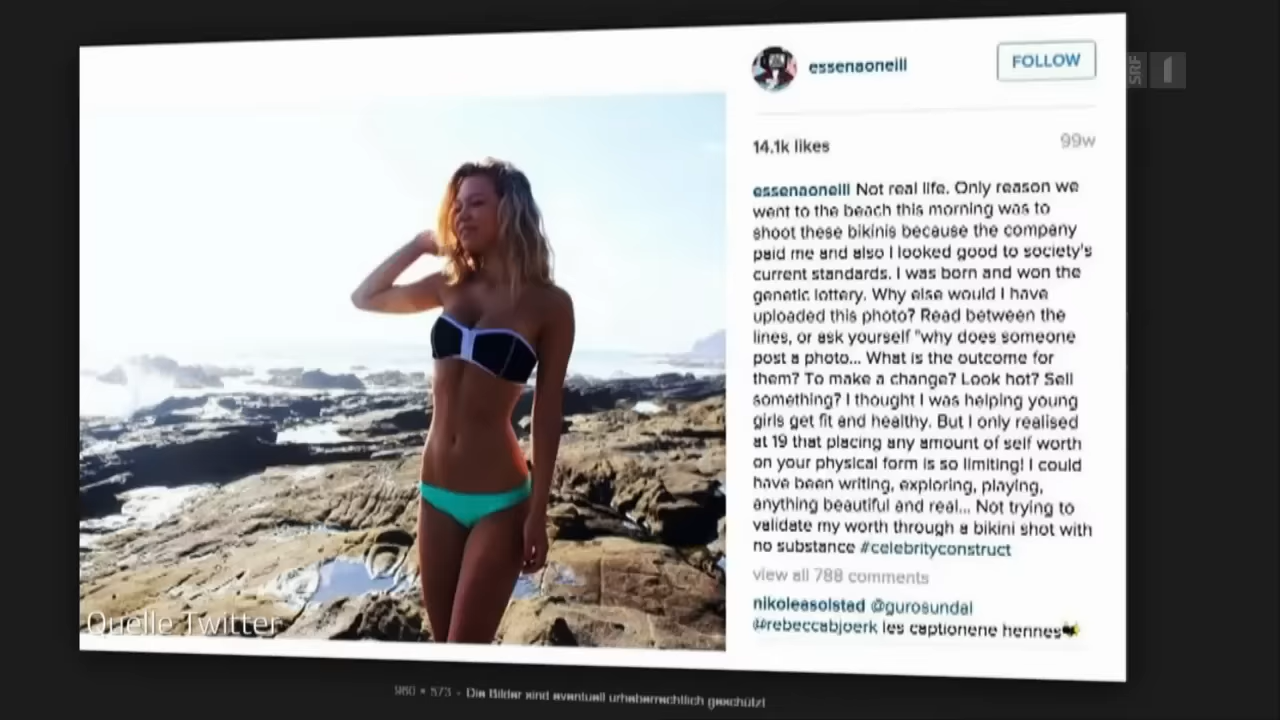 essenaoneill
FOLLOW
SRF 1
14.1k likes
99w
essenaoneill Not real life. Only reason we
went to the beach this morning was to
shoot these bikinis because the company
paid me and also I looked good to society's
current standards. I was born and won the
genetic lottery. Why else would I have
uploaded this photo? Read between the
lines, or ask yourself "why does someone
post a photo... What is the outcome for
them? To make a change? Look hot? Sell
something? I thought I was helping young
girls get fit and healthy. But I only realised
at 19 that placing any amount of self worth
on your physical form is so limiting! I could
have been writing, exploring, playing,
anything beautiful and real... Not trying to
validate my worth through a bikini shot with
no substance #celebrityconstruct
view all 788 comments
nikoleasolstad @gurosundal
@rebeccabjoerk les captionene hennes
Quelle Twitter
960 × 573 - Die Bilder sind eventuell urheberrechtlich geschützt